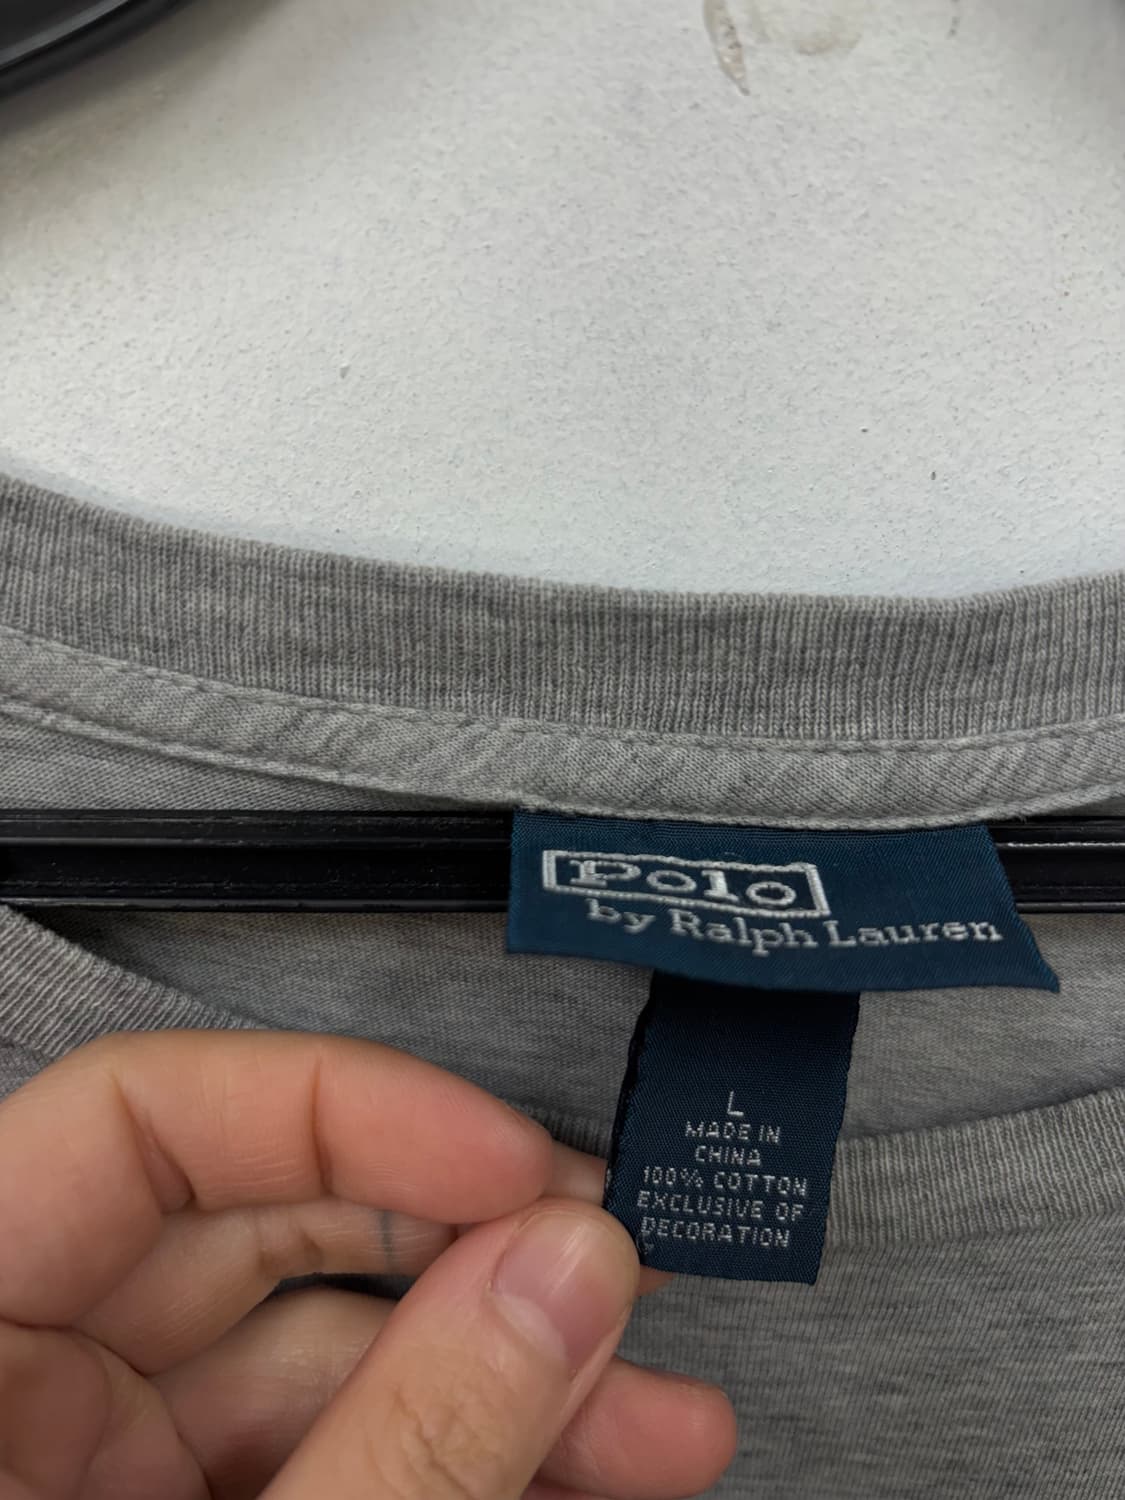 Polo
by Ralph Lauren
L
MADE IN
CHINA
100% COTTON
EXCLUSIVE OF
DECORATION